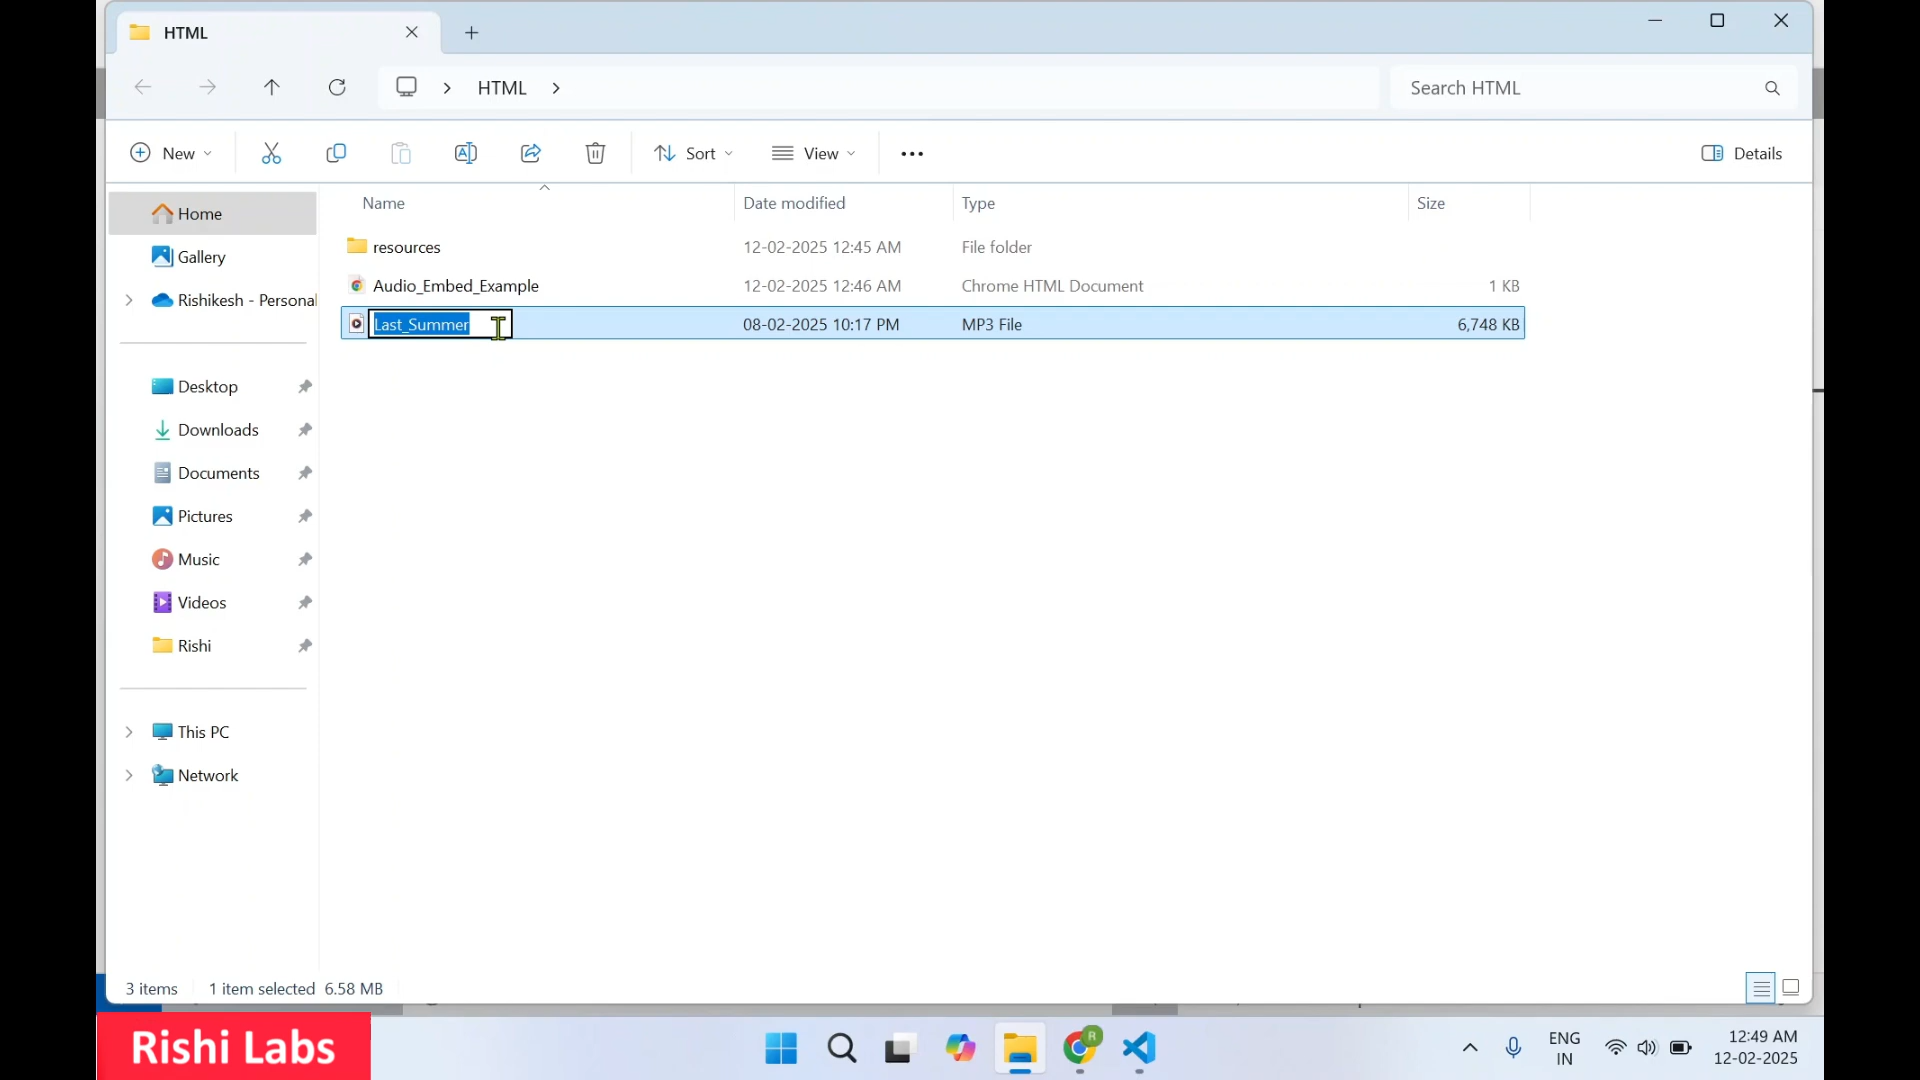 HTML
HTML
Search HTML
New
Sort
View
Details
Name
Date modified
Type
Size
Home
Gallery
Rishikesh - Personal
Desktop
Downloads
Documents
Pictures
Music
Videos
Rishi
This PC
Network
resources 12-02-2025 12:45 AM File folder
Audio_Embed_Example 12-02-2025 12:46 AM Chrome HTML Document 1 KB
Last_Summer 08-02-2025 10:17 PM MP3 File 6,748 KB
3 items 1 item selected 6.58 MB
Rishi Labs
R
ENG
IN
12:49 AM
12-02-2025